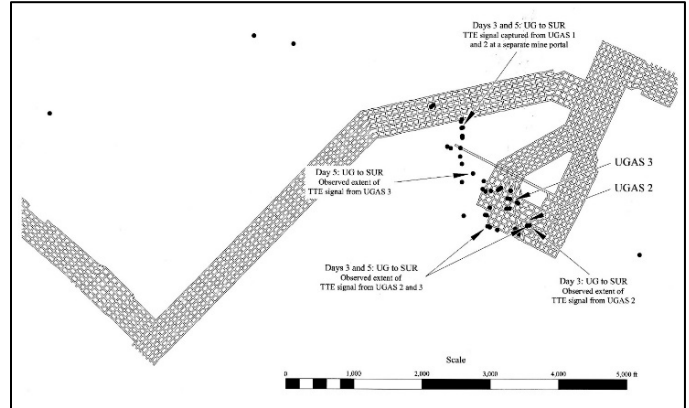 Days 3 and 5: UG to SUR
TTE signal captured from UGAS 1
and 2 at a separate mine portal
Day 5: UG to SUR
Observed extent of
TTE signal from UGAS 3
UGAS 3
UGAS 2
Days 3 and 5: UG to SUR
Observed extent of
TTE signal from UGAS 2 and 3
Day 3: UG to SUR
Observed extent of
TTE signal from UGAS 2
Scale
0 1,000 2,000 3,000 4,000 5,000 ft